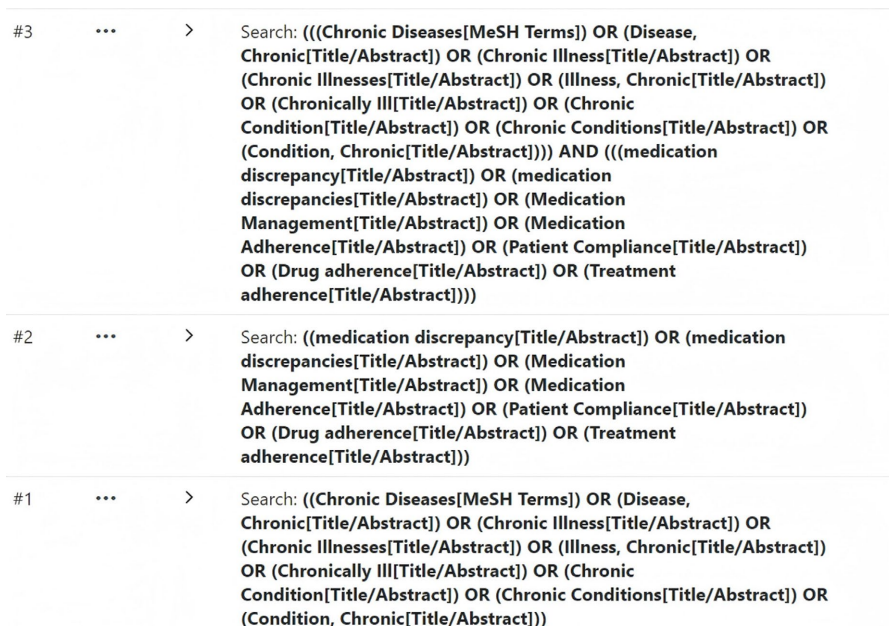 #3 ••• > Search: (((Chronic Diseases[MeSH Terms]) OR (Disease,
Chronic[Title/Abstract]) OR (Chronic Illness[Title/Abstract]) OR
(Chronic Illnesses[Title/Abstract]) OR (Illness, Chronic[Title/Abstract])
OR (Chronically Ill[Title/Abstract]) OR (Chronic
Condition[Title/Abstract]) OR (Chronic Conditions[Title/Abstract]) OR
(Condition, Chronic[Title/Abstract]))) AND (((medication
discrepancy[Title/Abstract]) OR (medication
discrepancies[Title/Abstract]) OR (Medication
Management[Title/Abstract]) OR (Medication
Adherence[Title/Abstract]) OR (Patient Compliance[Title/Abstract])
OR (Drug adherence[Title/Abstract]) OR (Treatment
adherence[Title/Abstract])))
#2 ••• > Search: ((medication discrepancy[Title/Abstract]) OR (medication
discrepancies[Title/Abstract]) OR (Medication
Management[Title/Abstract]) OR (Medication
Adherence[Title/Abstract]) OR (Patient Compliance[Title/Abstract])
OR (Drug adherence[Title/Abstract]) OR (Treatment
adherence[Title/Abstract]))
#1 ••• > Search: ((Chronic Diseases[MeSH Terms]) OR (Disease,
Chronic[Title/Abstract]) OR (Chronic Illness[Title/Abstract]) OR
(Chronic Illnesses[Title/Abstract]) OR (Illness, Chronic[Title/Abstract])
OR (Chronically Ill[Title/Abstract]) OR (Chronic
Condition[Title/Abstract]) OR (Chronic Conditions[Title/Abstract]) OR
(Condition, Chronic[Title/Abstract]))